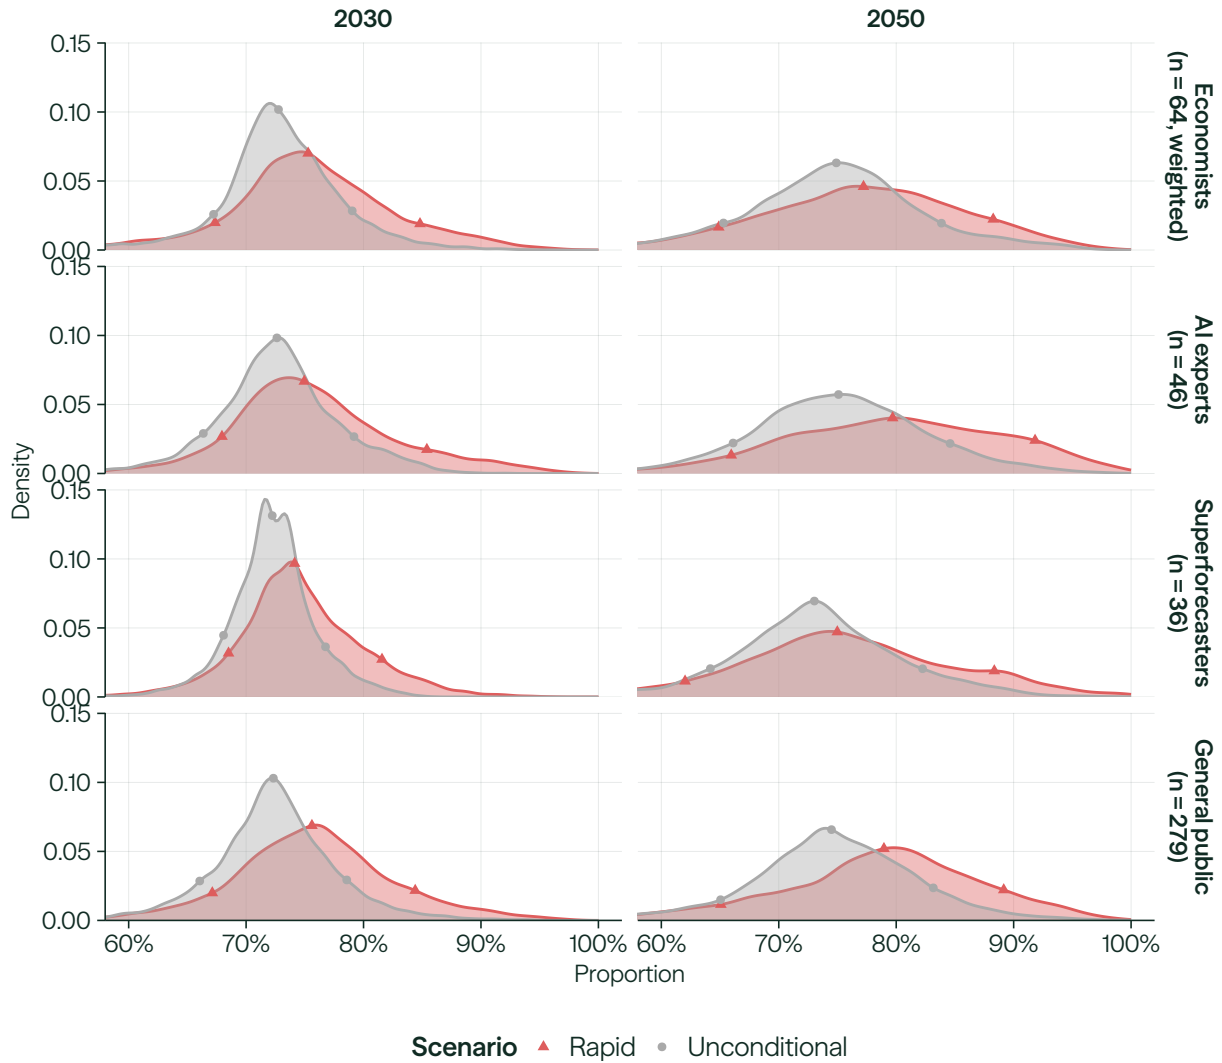 2030
2050
0.15
0.10
0.05
0.00
Economists
(n = 64, weighted)
0.15
0.10
0.05
0.00
AI experts
(n = 46)
0.15
0.10
0.05
0.00
Superforecasters
(n = 36)
0.15
0.10
0.05
0.00
General public
(n = 279)
Density
60% 70% 80% 90% 100%
60% 70% 80% 90% 100%
Proportion
Scenario Rapid Unconditional